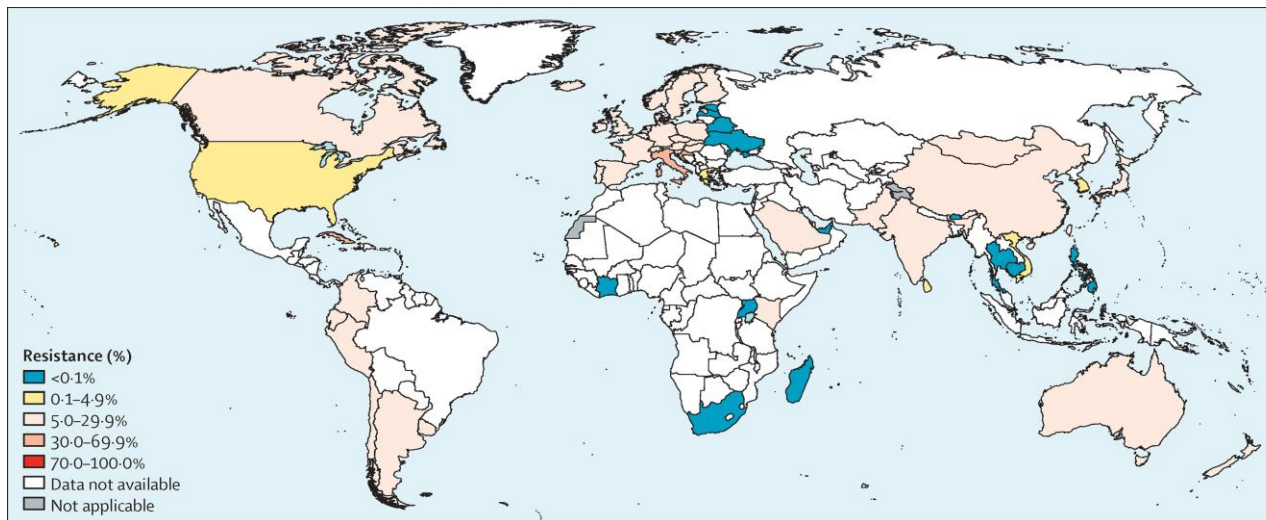 Resistance (%)
<0·1%
0·1–4·9%
5·0–29·9%
30·0–69·9%
70·0–100·0%
Data not available
Not applicable